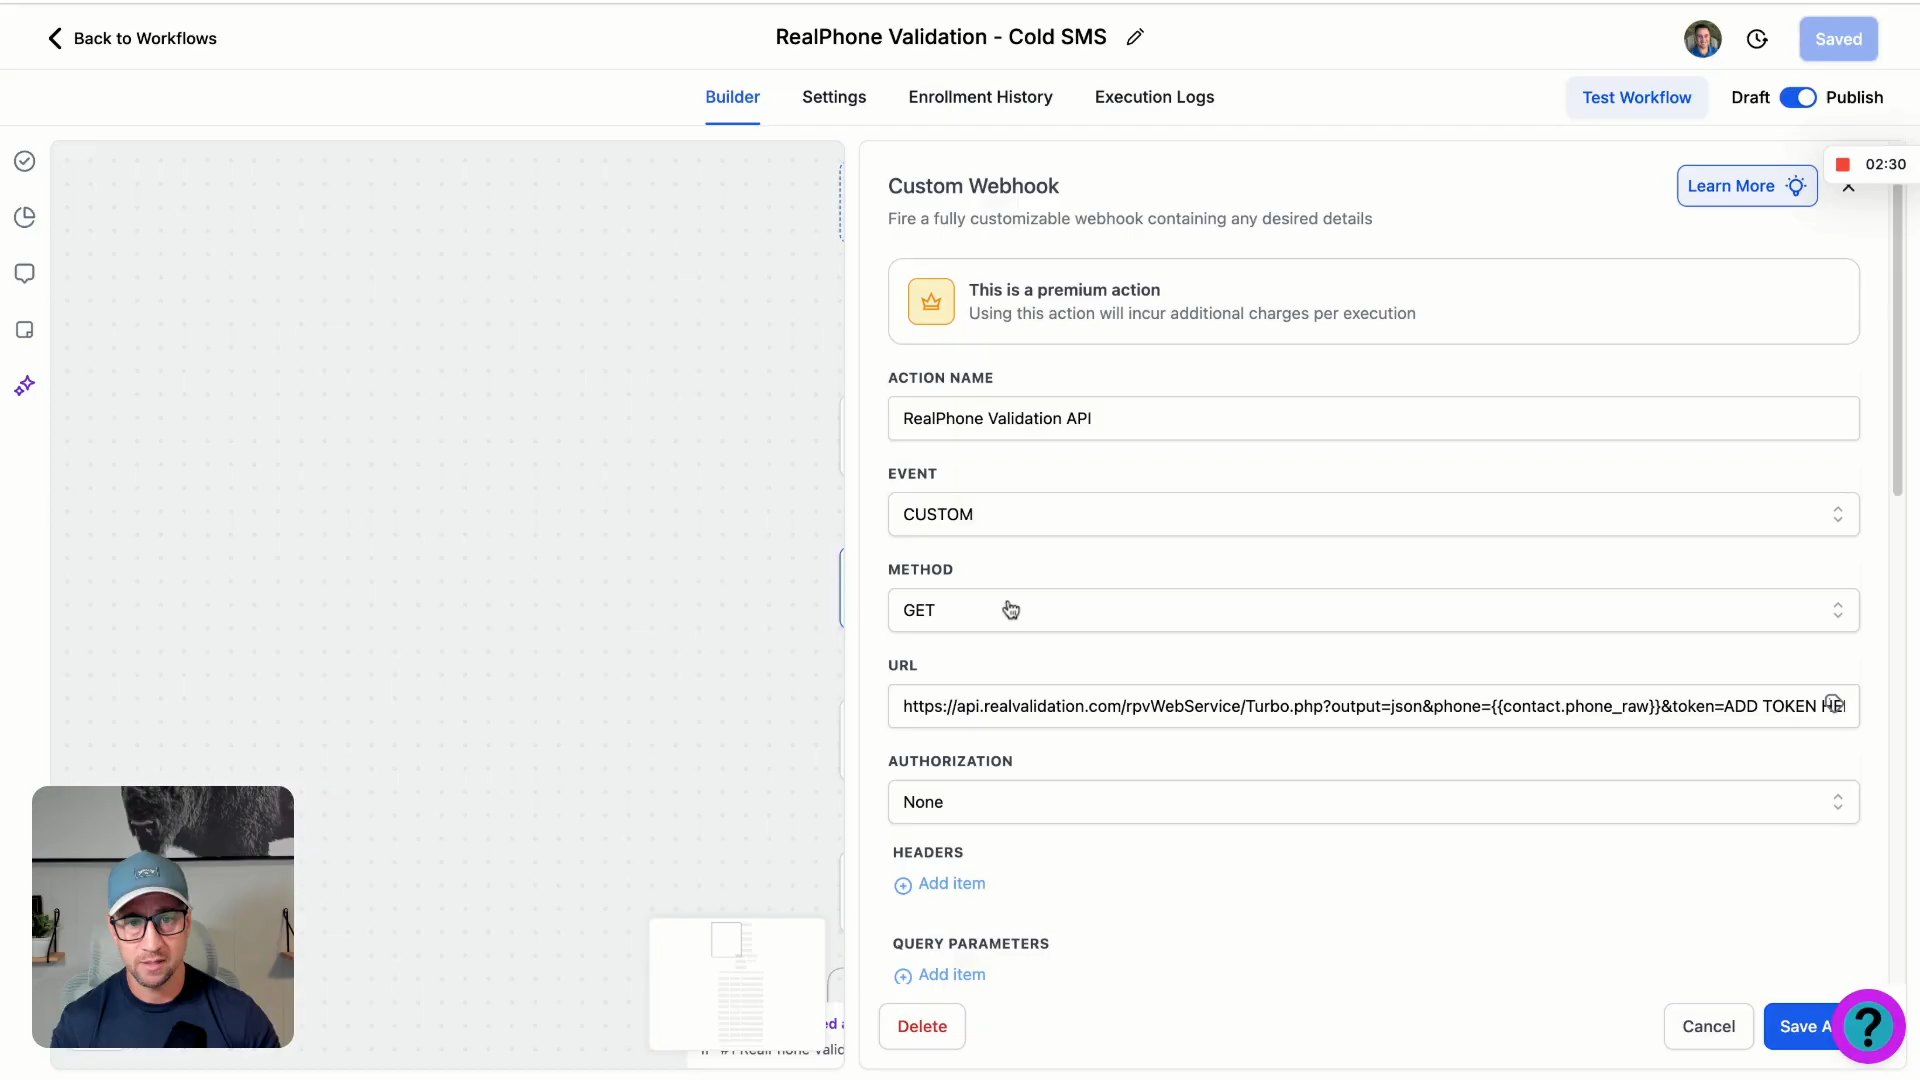 Back to Workflows
RealPhone Validation - Cold SMS
Saved
Builder
Settings
Enrollment History
Execution Logs
Test Workflow
Draft
Publish
02:30
Custom Webhook
Learn More
Fire a fully customizable webhook containing any desired details
This is a premium action
Using this action will incur additional charges per execution
ACTION NAME
RealPhone Validation API
EVENT
CUSTOM
METHOD
GET
URL
https://api.realvalidation.com/rpvWebService/Turbo.php?output=json&phone={{contact.phone_raw}}&token=ADD TOKEN
AUTHORIZATION
None
HEADERS
Add item
QUERY PARAMETERS
Add item
Delete
Cancel
Save A
?